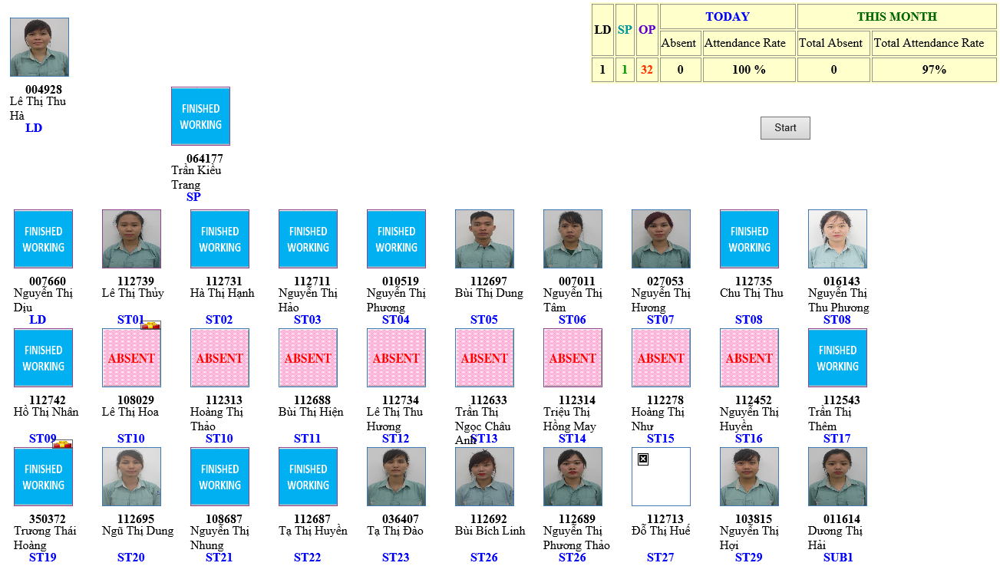 LD SP OP TODAY THIS MONTH
Absent Attendance Rate Total Absent Total Attendance Rate
1 1 32 0 100 % 0 97%
004928
Lê Thị Thu
Hà
LD
FINISHED
WORKING
064177
Trần Kiều
Trang
SP
Start
FINISHED
WORKING
007660
Nguyễn Thị
Dịu
LD
112739
Lê Thị Thủy
ST01
FINISHED
WORKING
112731
Hà Thị Hạnh
ST02
FINISHED
WORKING
112711
Nguyễn Thị
Hảo
ST03
FINISHED
WORKING
010519
Nguyễn Thị
Phương
ST04
112697
Bùi Thị Dung
ST05
007011
Nguyễn Thị
Tâm
ST06
027053
Nguyễn Thị
Hương
ST07
FINISHED
WORKING
112735
Chu Thị Thu
ST08
016143
Nguyễn Thị
Thu Phương
ST08
FINISHED
WORKING
112742
Hồ Thị Nhân
ST09
ABSENT
108029
Lê Thị Hoa
ST10
ABSENT
112313
Hoàng Thị
Thảo
ST10
ABSENT
112688
Bùi Thị Hiện
ST11
ABSENT
112734
Lê Thị Thu
Hương
ST12
ABSENT
112633
Trần Thị
Ngọc Châu
Anh
ST13
ABSENT
112314
Triệu Thị
Hồng May
ST14
ABSENT
112278
Hoàng Thị
Như
ST15
ABSENT
112452
Nguyễn Thị
Huyền
ST16
FINISHED
WORKING
112543
Trần Thị
Thêm
ST17
FINISHED
WORKING
350372
Trương Thái
Hoàng
ST19
112695
Ngũ Thị Dung
ST20
FINISHED
WORKING
108687
Nguyễn Thị
Nhung
ST21
FINISHED
WORKING
112687
Tạ Thị Huyền
ST22
036407
Tạ Thị Đào
ST23
112692
Bùi Bích Linh
ST26
112689
Nguyễn Thị
Phương Thảo
ST26
112713
Đỗ Thị Huế
ST27
103815
Nguyễn Thị
Hợi
ST29
011614
Dương Thị
Hải
SUB1